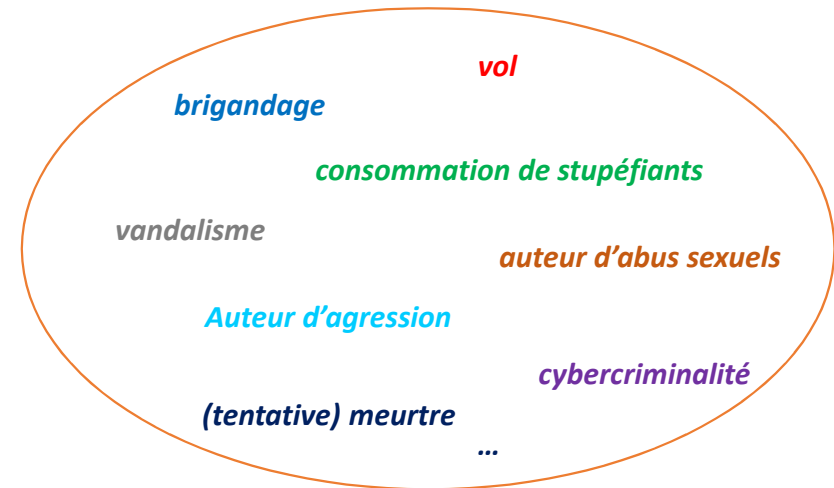 vol
brigandage
consommation de stupéfiants
vandalisme
auteur d’abus sexuels
Auteur d’agression
cybercriminalité
(tentative) meurtre
…